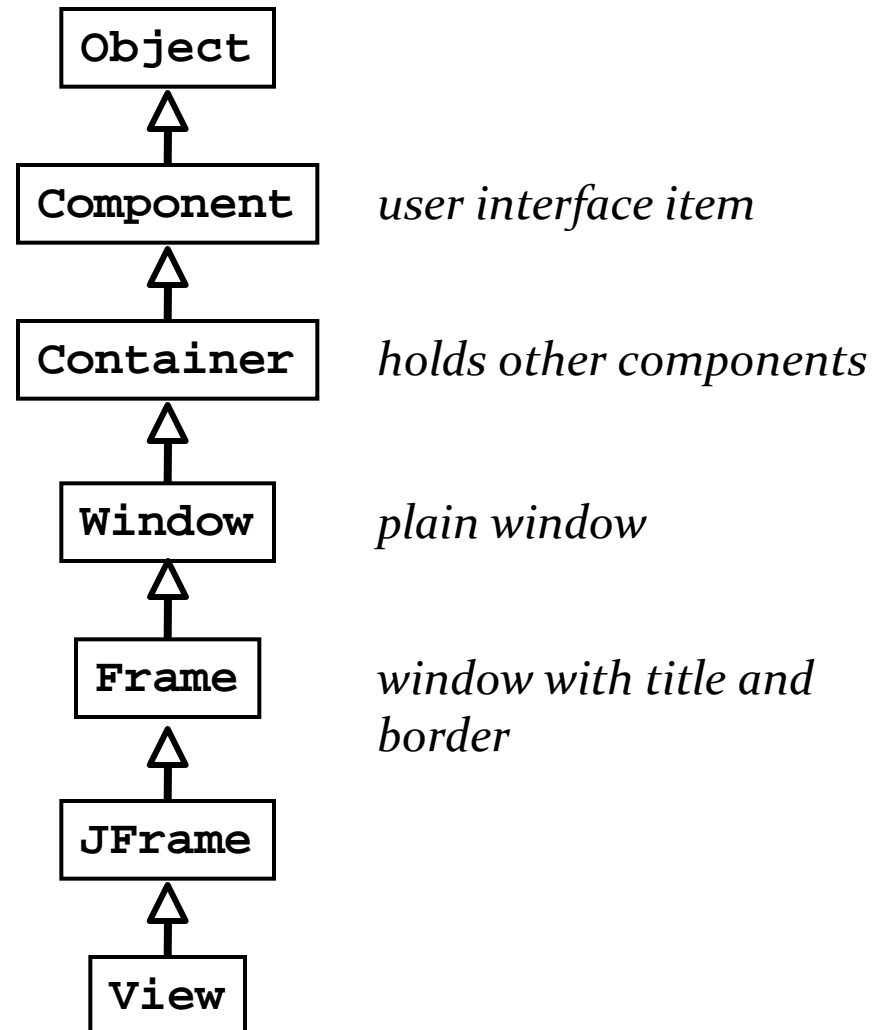 Object
Component
user interface item
Container
holds other components
Window
plain window
Frame
window with title and
border
JFrame
View